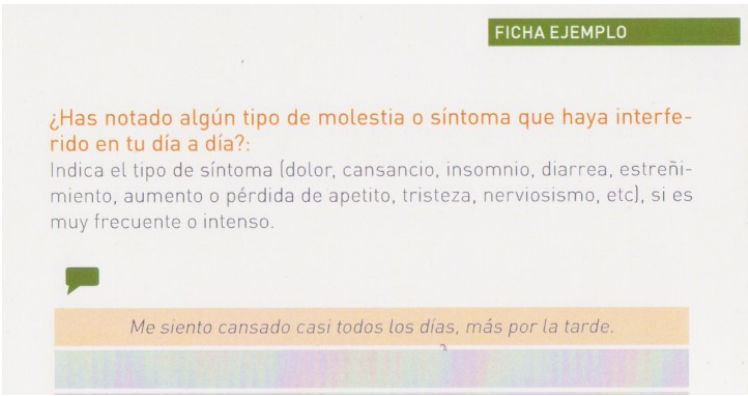 FICHA EJEMPLO
¿Has notado algún tipo de molestia o síntoma que haya interfe-
rido en tu día a día?:
Indica el tipo de síntoma (dolor, cansancio, insomnio, diarrea, estreñi-
miento, aumento o pérdida de apetito, tristeza, nerviosismo, etc), si es
muy frecuente o intenso.
Me siento cansado casi todos los días, más por la tarde.